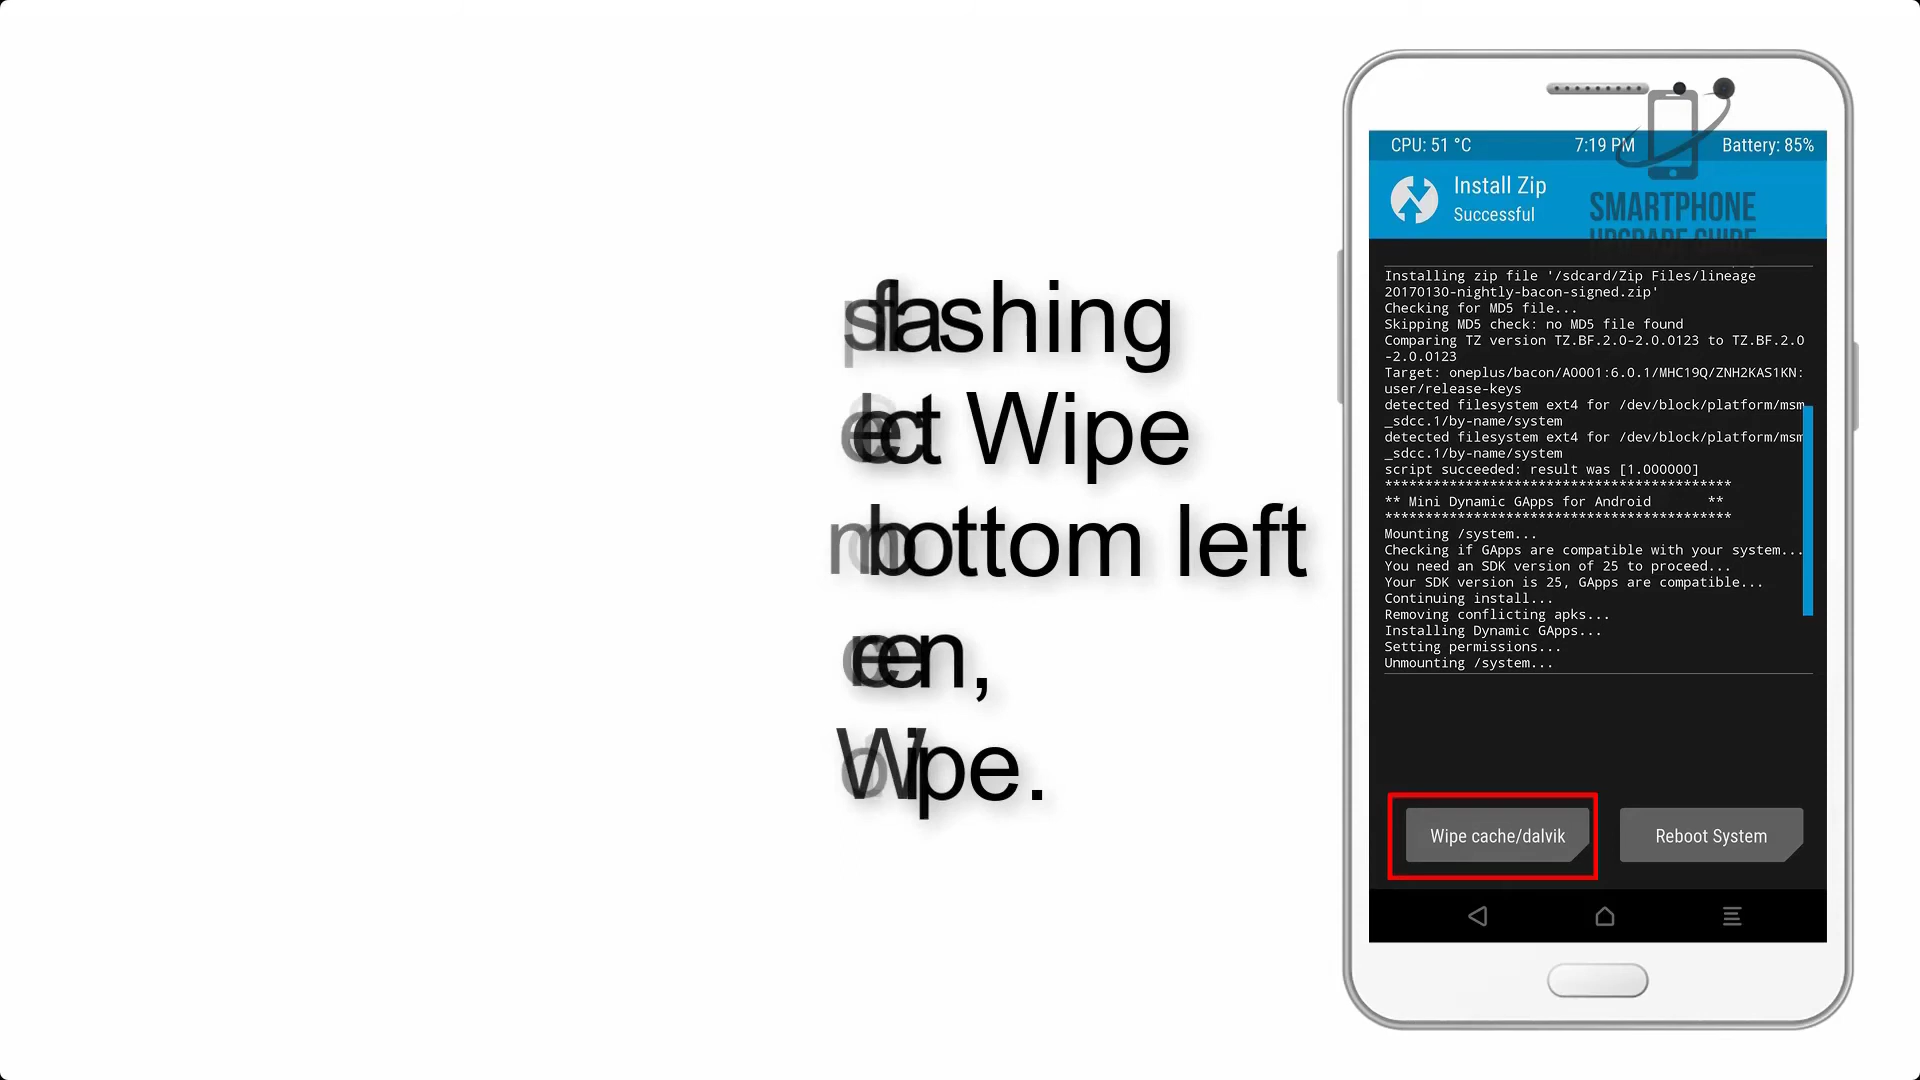 flashing
Wipe
bottom left
Wipe.
CPU: 51 °C 7:19 PM Battery: 85%
Install Zip
Successful
SMARTPHONE
UPGRADE GUIDE
Installing zip file '/sdcard/Zip Files/lineage
20170130-nightly-bacon-signed.zip'
Checking for MD5 file...
Skipping MD5 check: no MD5 file found
Comparing TZ version TZ.BF.2.0-2.0.0123 to TZ.BF.2.0
-2.0.0123
Target: oneplus/bacon/A0001:6.0.1/MHC19Q/ZNH2KAS1KN:
user/release-keys
detected filesystem ext4 for /dev/block/platform/msm
_sdcc.1/by-name/system
detected filesystem ext4 for /dev/block/platform/msm
_sdcc.1/by-name/system
script succeeded: result was [1.000000]
*******************************************
** Mini Dynamic GApps for Android **
*******************************************
Mounting /system...
Checking if GApps are compatible with your system...
You need an SDK version of 25 to proceed...
Your SDK version is 25, GApps are compatible...
Continuing install...
Removing conflicting apks...
Installing Dynamic GApps...
Setting permissions...
Unmounting /system...
Wipe cache/dalvik
Reboot System